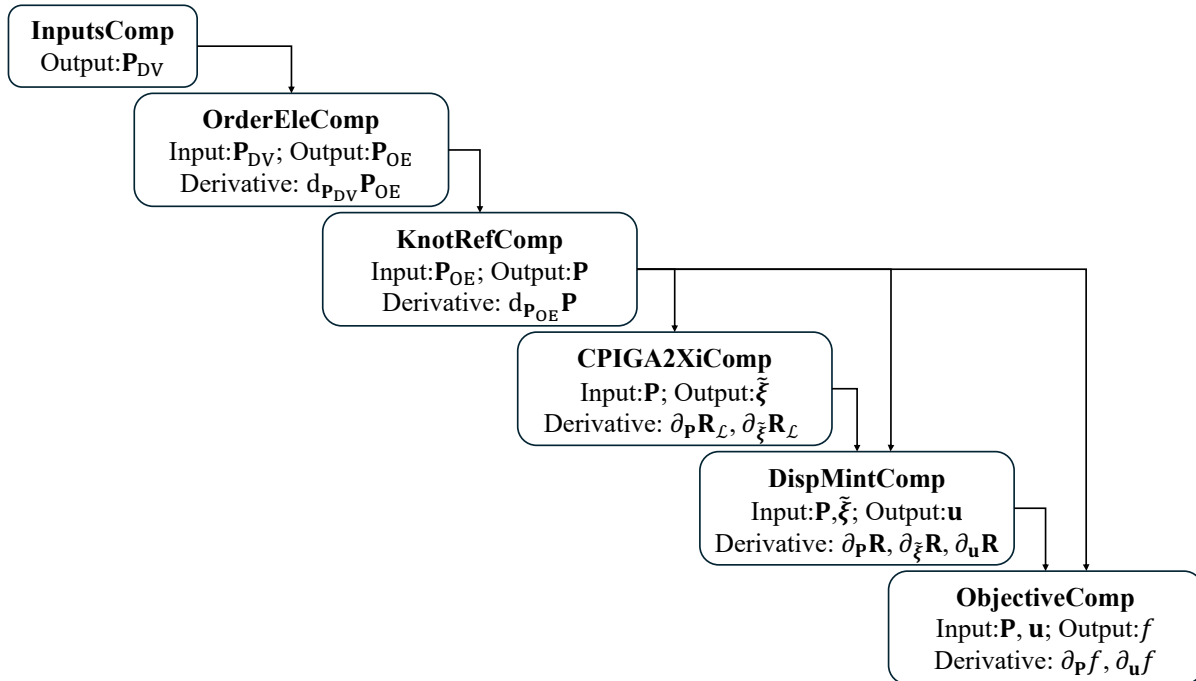 InputsComp
Output:𝐏_DV
OrderEleComp
Input:𝐏_DV; Output:𝐏_OE
Derivative: d_𝐏_DV 𝐏_OE
KnotRefComp
Input:𝐏_OE; Output:𝐏
Derivative: d_𝐏_OE 𝐏
CPIGA2XiComp
Input:𝐏; Output:𝝃̃
Derivative: ∂_𝐏 𝐑_ℒ, ∂_𝝃̃ 𝐑_ℒ
DispMintComp
Input:𝐏,𝝃̃; Output:𝐮
Derivative: ∂_𝐏 𝐑, ∂_𝝃̃ 𝐑, ∂_𝐮 𝐑
ObjectiveComp
Input:𝐏, 𝐮; Output:𝑓
Derivative: ∂_𝐏 𝑓, ∂_𝐮 𝑓